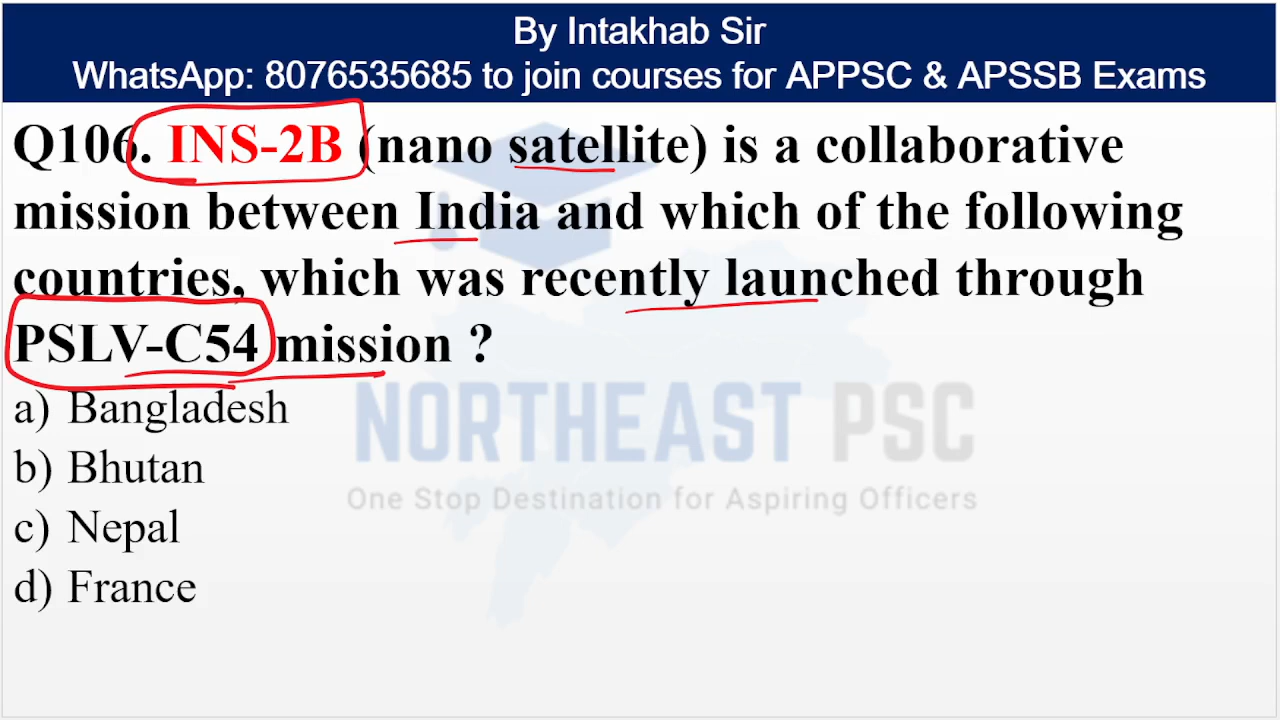 By Intakhab Sir
WhatsApp: 8076535685 to join courses for APPSC & APSSB Exams
Q106. INS-2B (nano satellite) is a collaborative
mission between India and which of the following
countries, which was recently launched through
PSLV-C54 mission ?
a) Bangladesh
b) Bhutan
c) Nepal
d) France
NORTHEAST PSC
One Stop Destination for Aspiring Officers